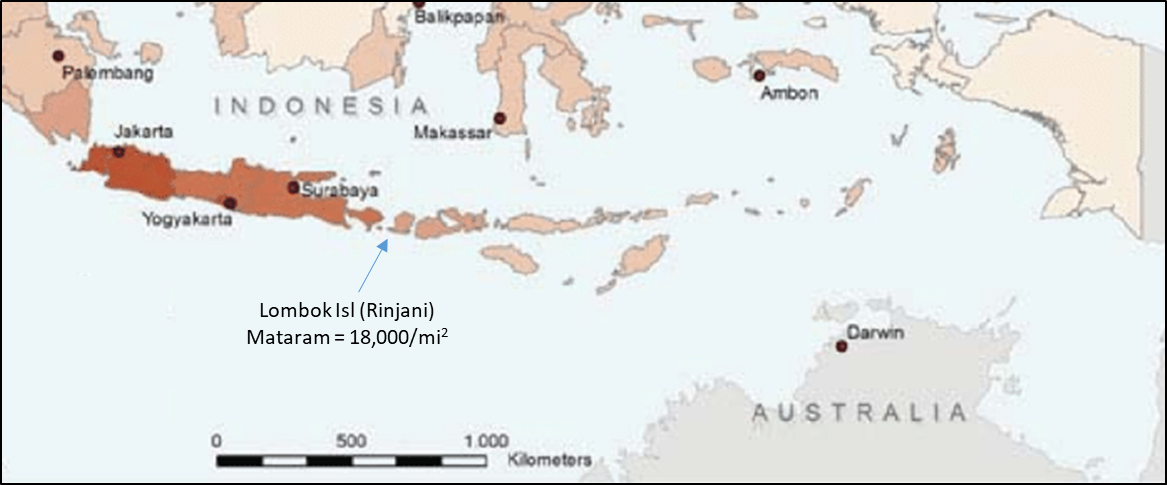 Balikpapan
Palembang
INDONESIA
Ambon
Makassar
Jakarta
Surabaya
Yogyakarta
Lombok Isl (Rinjani)
Mataram = 18,000/mi²
Darwin
AUSTRALIA
0 500 1.000
Kilometers